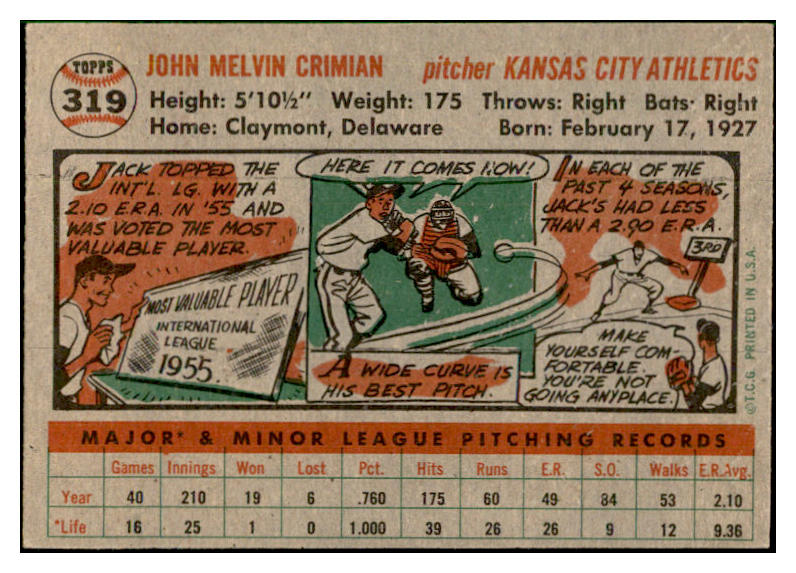 TOPPS
319
JOHN MELVIN CRIMIAN pitcher KANSAS CITY ATHLETICS
Height: 5'10½" Weight: 175 Throws: Right Bats: Right
Home: Claymont, Delaware Born: February 17, 1927
JACK TOPPED THE
INT'L. LG. WITH A
2.10 E.R.A. IN '55 AND
WAS VOTED THE MOST
VALUABLE PLAYER.
MOST VALUABLE PLAYER
INTERNATIONAL
LEAGUE
1955
HERE IT COMES NOW!
A WIDE CURVE IS
HIS BEST PITCH.
IN EACH OF THE
PAST 4 SEASONS,
JACK'S HAD LESS
THAN A 2.90 E.R.A.
3RD
MAKE
YOURSELF COM-
FORTABLE.
YOU'RE NOT
GOING ANYPLACE.
©T.C.G. PRINTED IN U.S.A.
MAJOR* & MINOR LEAGUE PITCHING RECORDS
Games Innings Won Lost Pct. Hits Runs E.R. S.O. Walks E.R.Avg.
Year 40 210 19 6 .760 175 60 49 84 53 2.10
*Life 16 25 1 0 1.000 39 26 26 9 12 9.36